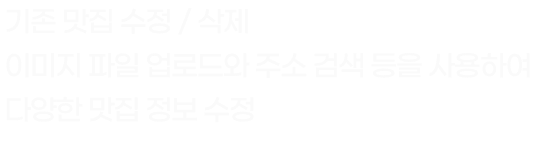 기존 맛집 수정 / 삭제
이미지 파일 업로드와 주소 검색 등을 사용하여
다양한 맛집 정보 수정